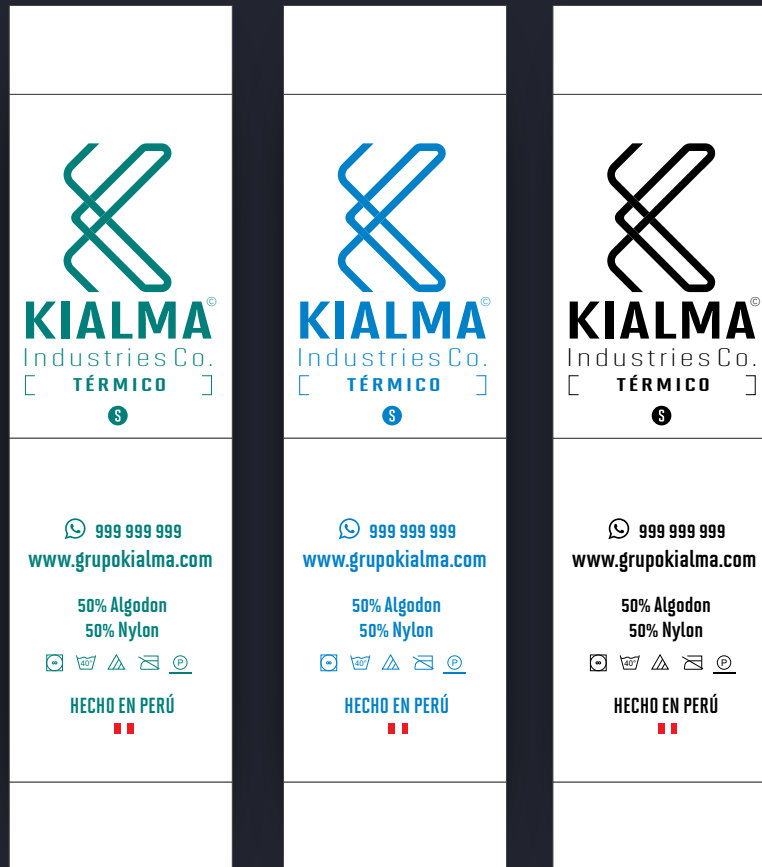 KIALMA©
Industries Co.
[ TÉRMICO ]
S
999 999 999
www.grupokialma.com
50% Algodon
50% Nylon
40° P
HECHO EN PERÚ
KIALMA©
Industries Co.
[ TÉRMICO ]
S
999 999 999
www.grupokialma.com
50% Algodon
50% Nylon
40° P
HECHO EN PERÚ
KIALMA©
Industries Co.
[ TÉRMICO ]
S
999 999 999
www.grupokialma.com
50% Algodon
50% Nylon
40° P
HECHO EN PERÚ